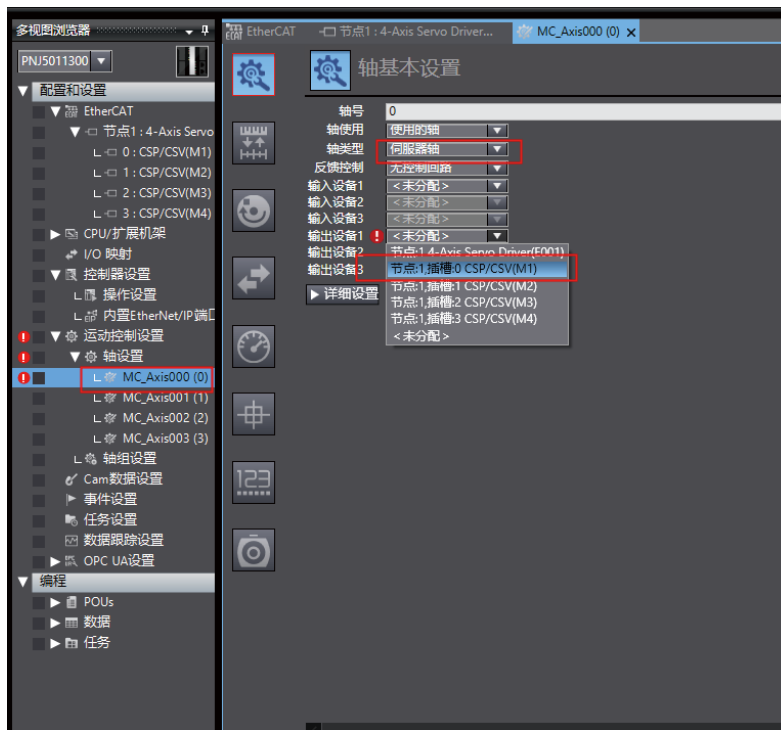 多视图浏览器
PNJ5011300
配置和设置
EtherCAT
节点1 : 4-Axis Servo
0 : CSP/CSV(M1)
1 : CSP/CSV(M2)
2 : CSP/CSV(M3)
3 : CSP/CSV(M4)
CPU/扩展机架
I/O 映射
控制器设置
操作设置
内置EtherNet/IP端
运动控制设置
轴设置
MC_Axis000 (0)
MC_Axis001 (1)
MC_Axis002 (2)
MC_Axis003 (3)
轴组设置
Cam数据设置
事件设置
任务设置
数据跟踪设置
OPC UA设置
编程
POUs
数据
任务
EtherCAT
节点1 : 4-Axis Servo Driver...
MC_Axis000 (0)
轴基本设置
轴号 0
轴使用 使用的轴
轴类型 伺服器轴
反馈控制 无控制回路
输入设备1 <未分配>
输入设备2 <未分配>
输入设备3 <未分配>
输出设备1 <未分配>
输出设备2
输出设备3
节点:1 4-Axis Servo Driver(E001)
节点:1,插槽:0 CSP/CSV(M1)
节点:1,插槽:1 CSP/CSV(M2)
节点:1,插槽:2 CSP/CSV(M3)
节点:1,插槽:3 CSP/CSV(M4)
<未分配>
详细设置
123